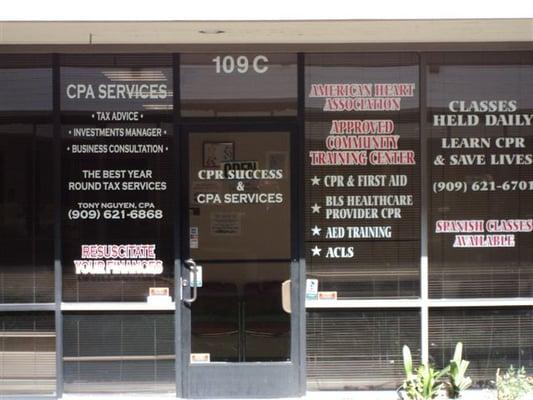 109 C
CPA SERVICES
• TAX ADVICE •
• INVESTMENTS MANAGER •
• BUSINESS CONSULTATION •
THE BEST YEAR
ROUND TAX SERVICES
TONY NGUYEN, CPA
(909) 621-6868
RESUSCITATE
YOUR FINANCES
OPEN
CPR SUCCESS
&
CPA SERVICES
AMERICAN HEART
ASSOCIATION
APPROVED
COMMUNITY
TRAINING CENTER
★ CPR & FIRST AID
★ BLS HEALTHCARE
PROVIDER CPR
★ AED TRAINING
★ ACLS
CLASSES
HELD DAILY
LEARN CPR
& SAVE LIVES
(909) 621-6701
SPANISH CLASSES
AVAILABLE